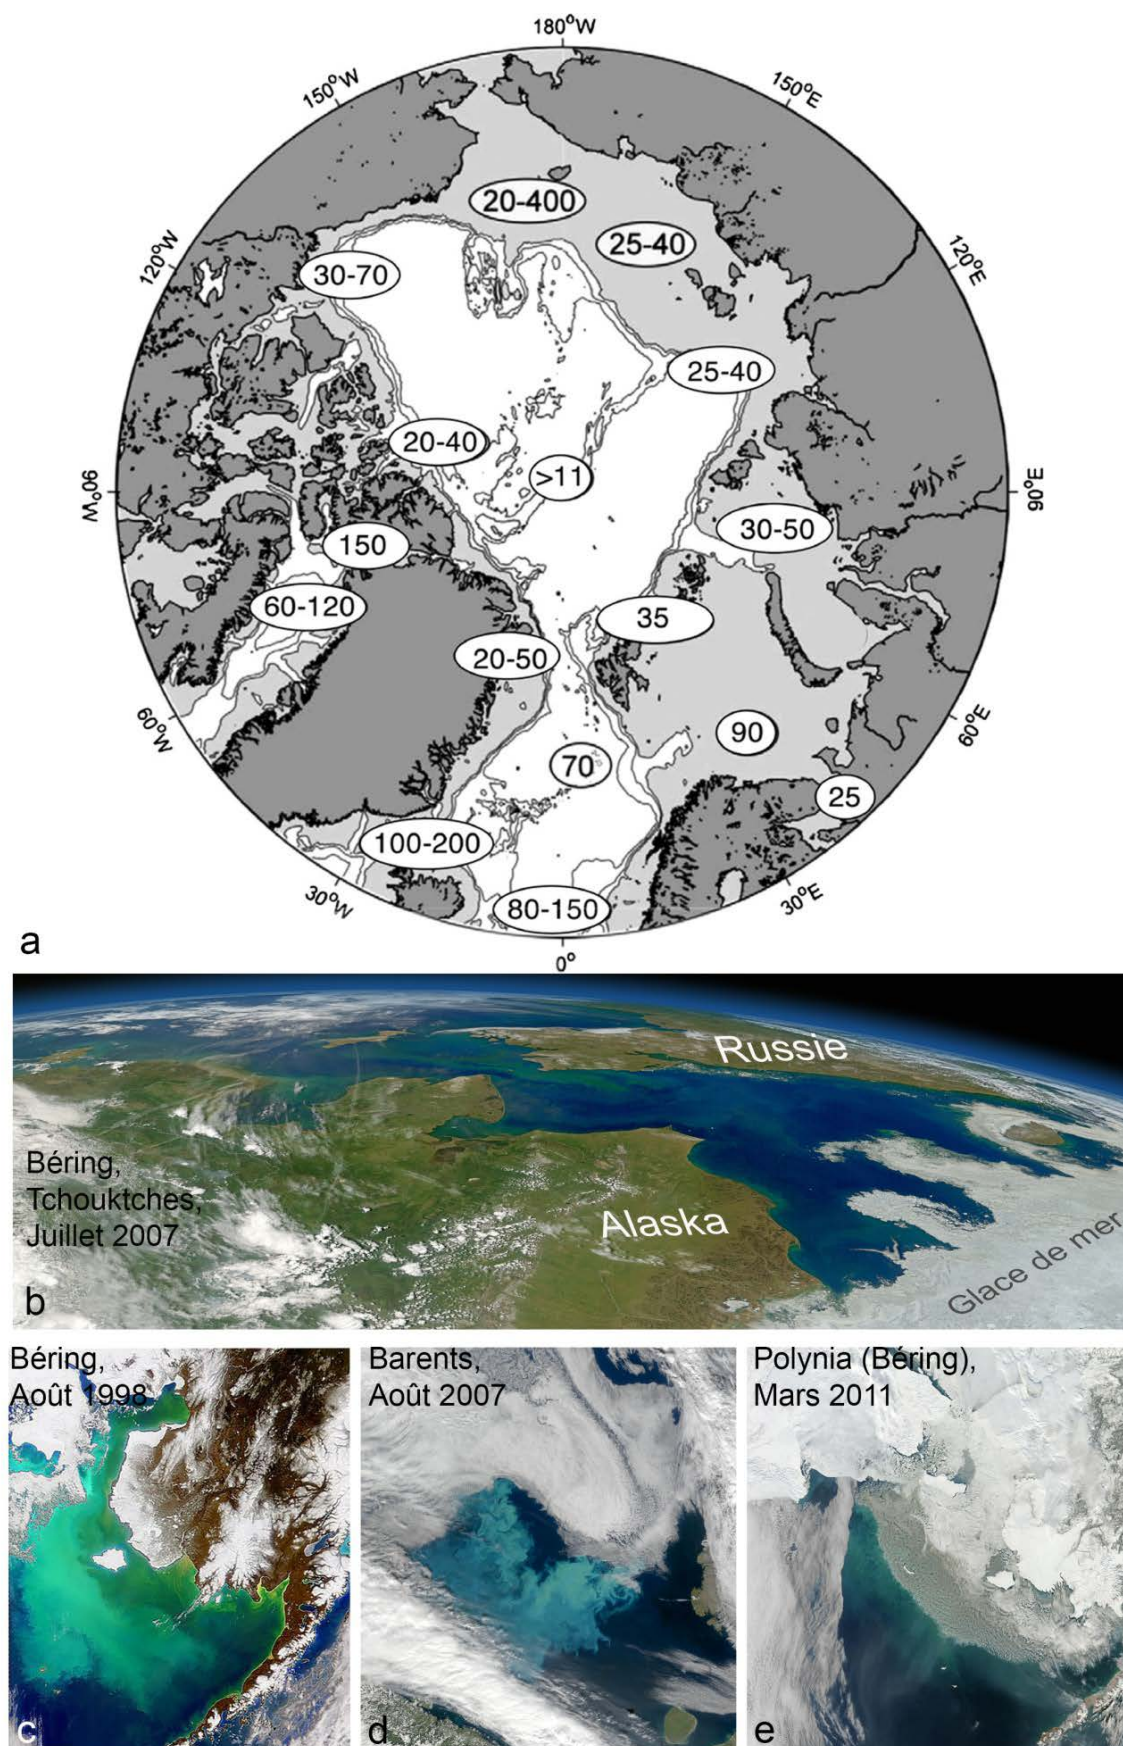 180°W
150°W
150°E
20-400
25-40
120°W
120°E
30-70
25-40
20-40
>11
90°W
90°E
30-50
150
60-120
35
20-50
60°W
60°E
90
70
25
100-200
30°W
30°E
80-150
a
0°
Russie
Béring,
Tchouktches,
Juillet 2007
Alaska
Glace de mer
b
Béring,
Août 1998
Barents,
Août 2007
Polynia (Béring),
Mars 2011
c
d
e